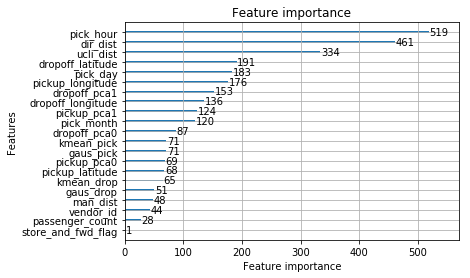 Feature importance
pick_hour 519
dir_dist 461
ucli_dist 334
dropoff_latitude 191
pick_day 183
pickup_longitude 176
dropoff_pca1 153
dropoff_longitude 136
pickup_pca1 124
pick_month 120
dropoff_pca0 87
kmean_pick 71
gaus_pick 71
pickup_pca0 69
pickup_latitude 68
kmean_drop 65
gaus_drop 51
man_dist 48
vendor_id 44
passenger_count 28
store_and_fwd_flag 1
Features
0 100 200 300 400 500
Feature importance